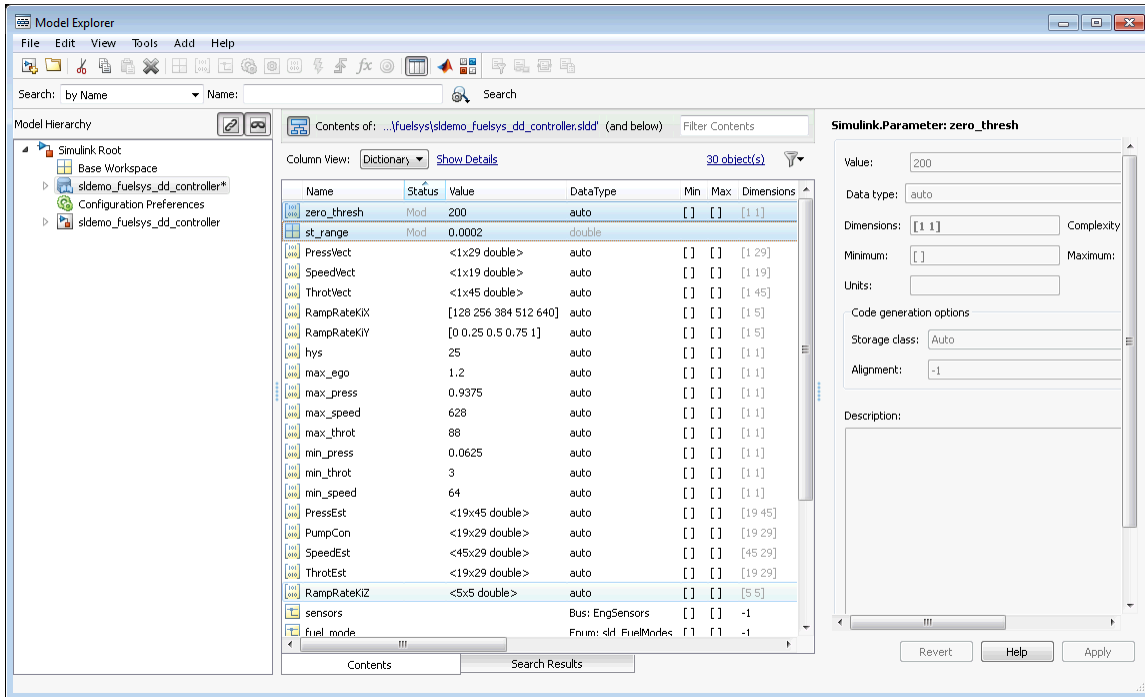 Model Explorer
File Edit View Tools Add Help
fx
Search: by Name Name: Search
Model Hierarchy
Simulink Root
Base Workspace
sldemo_fuelsys_dd_controller*
Configuration Preferences
sldemo_fuelsys_dd_controller
Contents of: ...\fuelsys\sldemo_fuelsys_dd_controller.sldd' (and below) Filter Contents
Column View: Dictionary Show Details 30 object(s)
Name Status Value DataType Min Max Dimensions
zero_thresh Mod 200 auto [ ] [ ] [1 1]
st_range Mod 0.0002 double
PressVect <1x29 double> auto [ ] [ ] [1 29]
SpeedVect <1x19 double> auto [ ] [ ] [1 19]
ThrotVect <1x45 double> auto [ ] [ ] [1 45]
RampRateKiX [128 256 384 512 640] auto [ ] [ ] [1 5]
RampRateKiY [0 0.25 0.5 0.75 1] auto [ ] [ ] [1 5]
hys 25 auto [ ] [ ] [1 1]
max_ego 1.2 auto [ ] [ ] [1 1]
max_press 0.9375 auto [ ] [ ] [1 1]
max_speed 628 auto [ ] [ ] [1 1]
max_throt 88 auto [ ] [ ] [1 1]
min_press 0.0625 auto [ ] [ ] [1 1]
min_throt 3 auto [ ] [ ] [1 1]
min_speed 64 auto [ ] [ ] [1 1]
PressEst <19x45 double> auto [ ] [ ] [19 45]
PumpCon <19x29 double> auto [ ] [ ] [19 29]
SpeedEst <45x29 double> auto [ ] [ ] [45 29]
ThrotEst <19x29 double> auto [ ] [ ] [19 29]
RampRateKiZ <5x5 double> auto [ ] [ ] [5 5]
sensors Bus: EngSensors [ ] [ ] -1
fuel_mode Enum: sld_FuelModes [ ] [ ] -1
Contents Search Results
Simulink.Parameter: zero_thresh
Value: 200
Data type: auto
Dimensions: [1 1] Complexity
Minimum: [ ] Maximum:
Units:
Code generation options
Storage class: Auto
Alignment: -1
Description:
Revert Help Apply